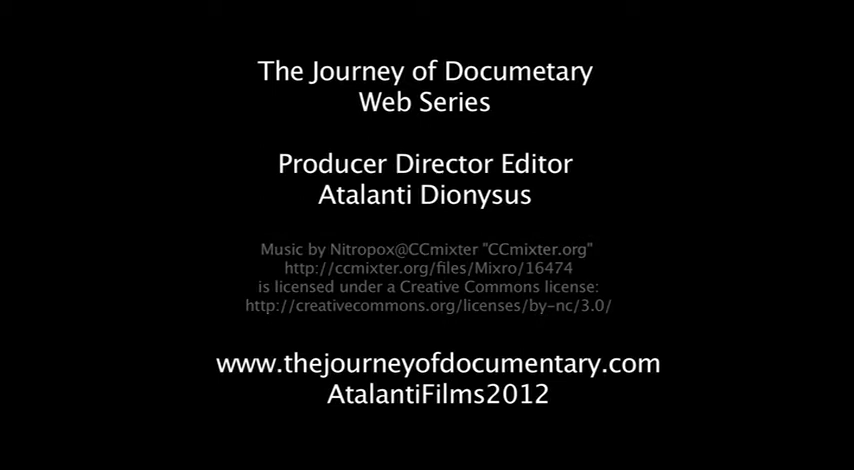 The Journey of Documetary
Web Series
Producer Director Editor
Atalanti Dionysus
Music by Nitropox@CCmixter "CCmixter.org"
http://ccmixter.org/files/Mixro/16474
is licensed under a Creative Commons license:
http://creativecommons.org/licenses/by-nc/3.0/
www.thejourneyofdocumentary.com
AtalantiFilms2012